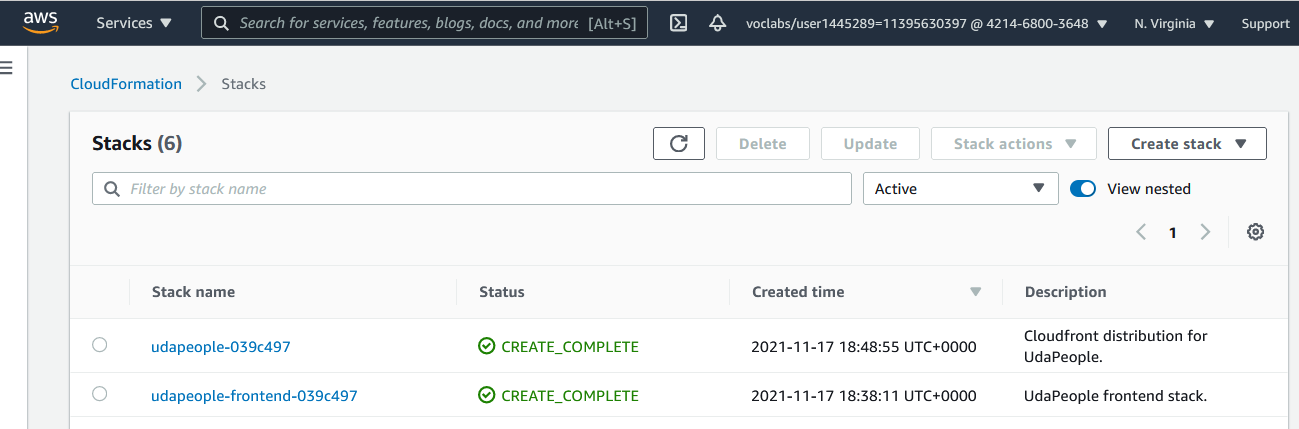 aws Services Search for services, features, blogs, docs, and more [Alt+S] voclabs/user1445289=11395630397 @ 4214-6800-3648 N. Virginia Support
CloudFormation Stacks
Stacks (6) Delete Update Stack actions Create stack
Filter by stack name Active View nested
1
Stack name Status Created time Description
udapeople-039c497 CREATE_COMPLETE 2021-11-17 18:48:55 UTC+0000 Cloudfront distribution for
UdaPeople.
udapeople-frontend-039c497 CREATE_COMPLETE 2021-11-17 18:38:11 UTC+0000 UdaPeople frontend stack.